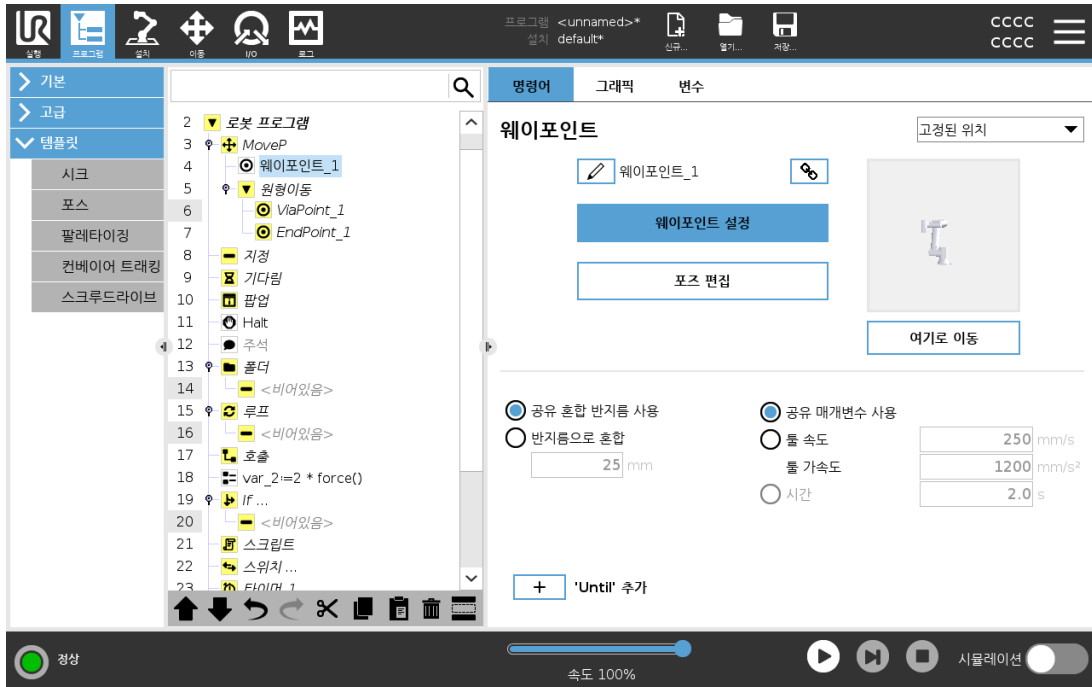 UR
실행
프로그램
설치
이동
I/O
로그
프로그램 <unnamed>*
설치 default*
신규...
열기...
저장...
CCCC
CCCC
기본
고급
템플릿
시크
포스
팔레타이징
컨베이어 트래킹
스크루드라이브
2 로봇 프로그램
3 MoveP
4 웨이포인트_1
5 원형이동
6 ViaPoint_1
7 EndPoint_1
8 지정
9 기다림
10 팝업
11 Halt
12 주석
13 폴더
14 <비어있음>
15 루프
16 <비어있음>
17 호출
18 var_2:=2 * force()
19 If ...
20 <비어있음>
21 스크립트
22 스위치 ...
23 타이머_1
명령어
그래픽
변수
웨이포인트
고정된 위치
웨이포인트_1
웨이포인트 설정
포즈 편집
여기로 이동
공유 혼합 반지름 사용
반지름으로 혼합
25 mm
공유 매개변수 사용
툴 속도 250 mm/s
툴 가속도 1200 mm/s²
시간 2.0 s
+ 'Until' 추가
정상
속도 100%
시뮬레이션